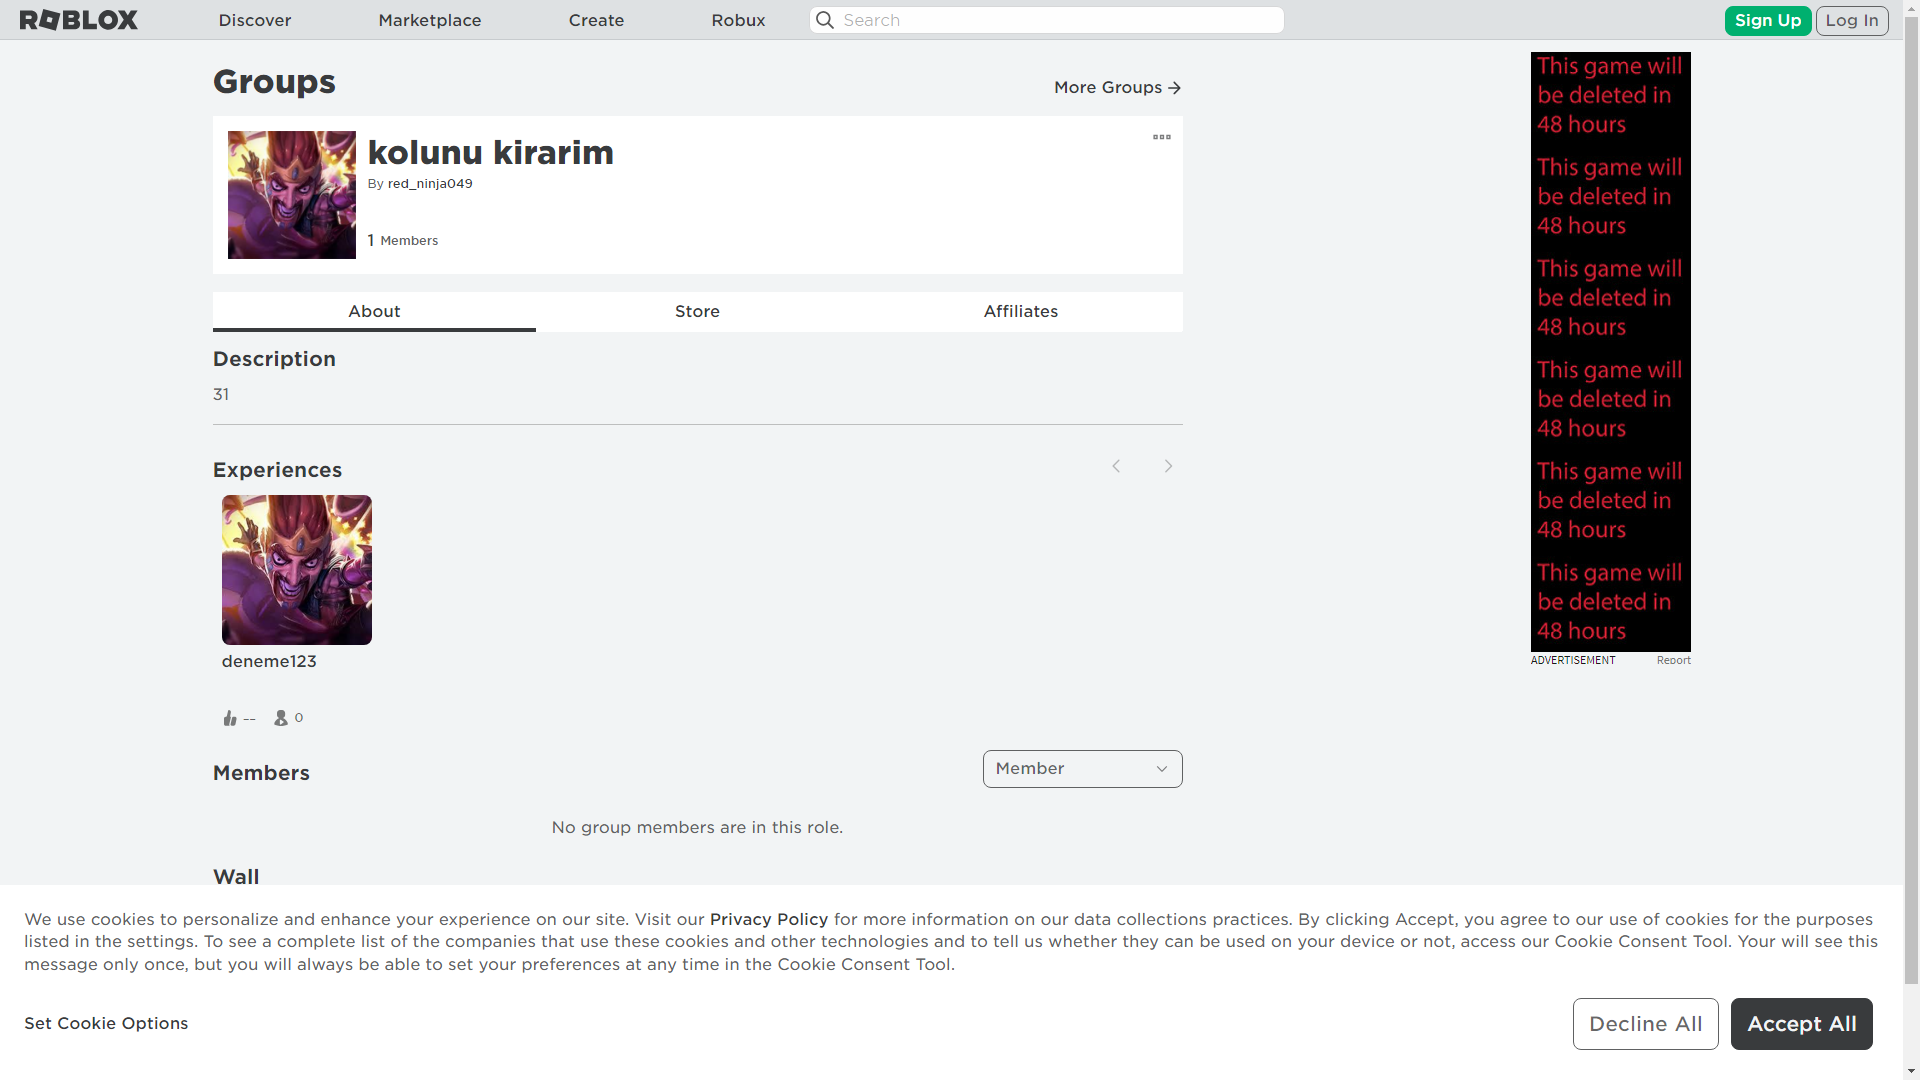 ROBLOX
Discover
Marketplace
Create
Robux
Search
Sign Up
Log In
Groups
More Groups
kolunu kirarim
By red_ninja049
1 Members
About
Store
Affiliates
Description
31
Experiences
deneme123
--
0
Members
Member
No group members are in this role.
Wall
This game will
be deleted in
48 hours
This game will
be deleted in
48 hours
This game will
be deleted in
48 hours
This game will
be deleted in
48 hours
This game will
be deleted in
48 hours
This game will
be deleted in
48 hours
ADVERTISEMENT
Report
We use cookies to personalize and enhance your experience on our site. Visit our Privacy Policy for more information on our data collections practices. By clicking Accept, you agree to our use of cookies for the purposes
listed in the settings. To see a complete list of the companies that use these cookies and other technologies and to tell us whether they can be used on your device or not, access our Cookie Consent Tool. Your will see this
message only once, but you will always be able to set your preferences at any time in the Cookie Consent Tool.
Set Cookie Options
Decline All
Accept All